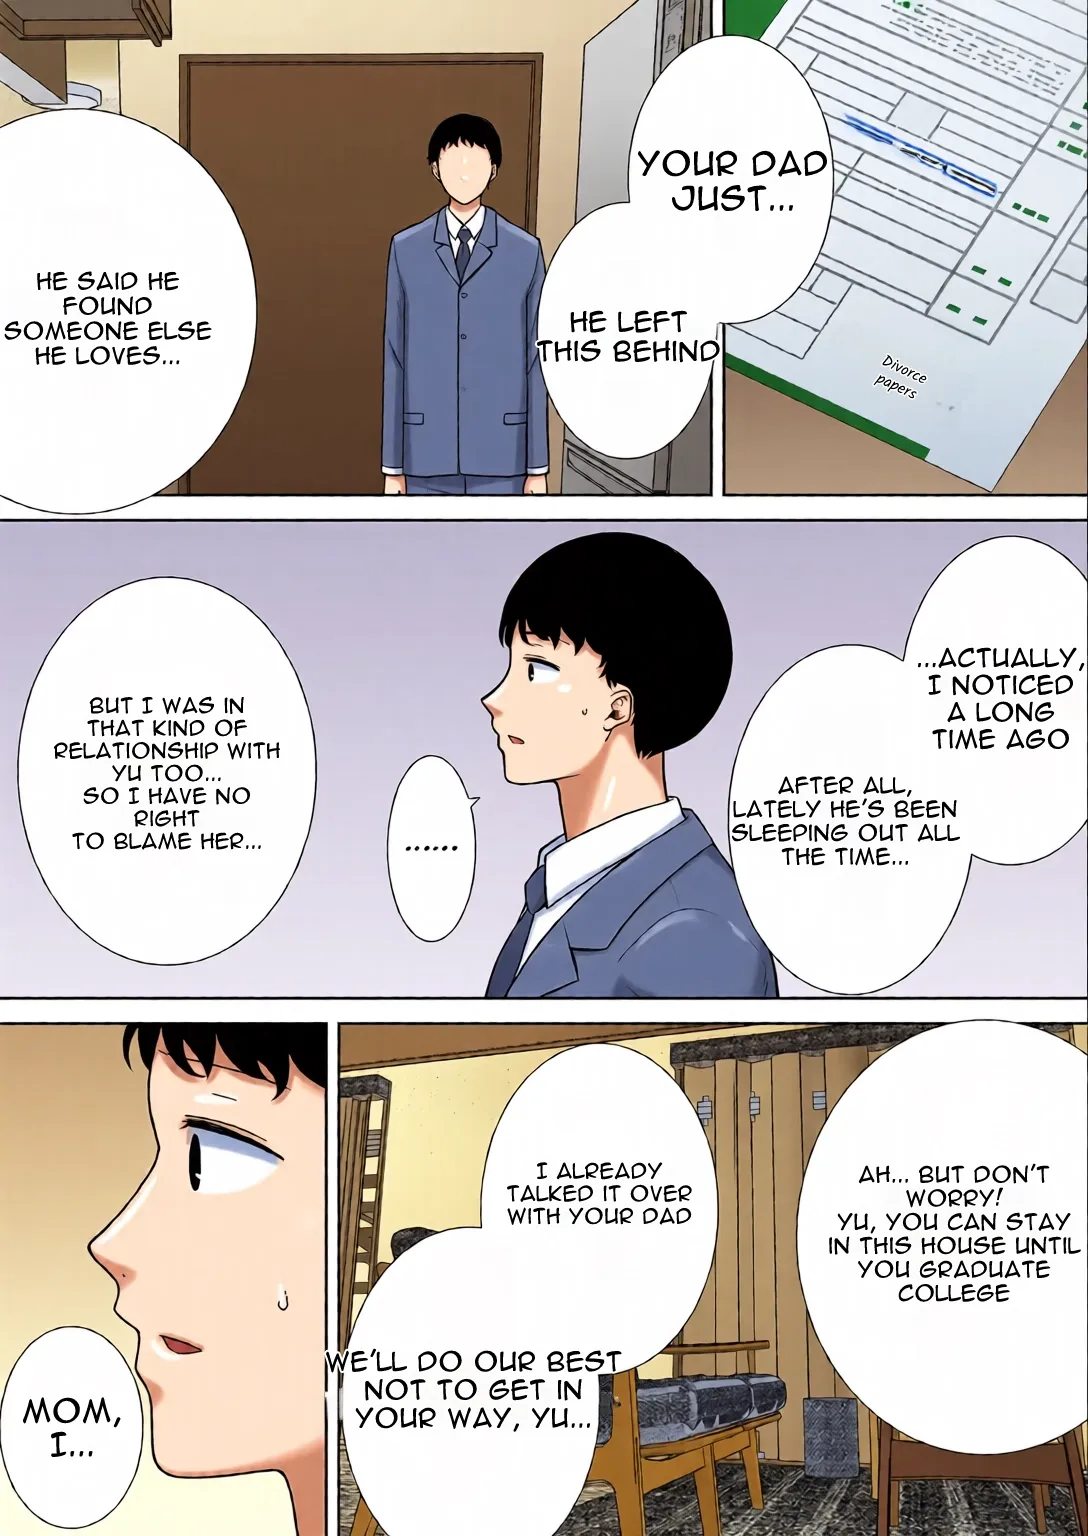 YOUR DAD
JUST...
HE LEFT
THIS BEHIND
Divorce
papers
HE SAID HE
FOUND
SOMEONE ELSE
HE LOVES...
...ACTUALLY,
I NOTICED
A LONG
TIME AGO
AFTER ALL,
LATELY HE'S BEEN
SLEEPING OUT ALL
THE TIME...
......
BUT I WAS IN
THAT KIND OF
RELATIONSHIP WITH
YU TOO...
SO I HAVE NO
RIGHT
TO BLAME HER...
AH... BUT DON'T
WORRY!
YU, YOU CAN STAY
IN THIS HOUSE UNTIL
YOU GRADUATE
COLLEGE
I ALREADY
TALKED IT OVER
WITH YOUR DAD
WE'LL DO OUR BEST
NOT TO GET IN
YOUR WAY, YU...
MOM,
I...